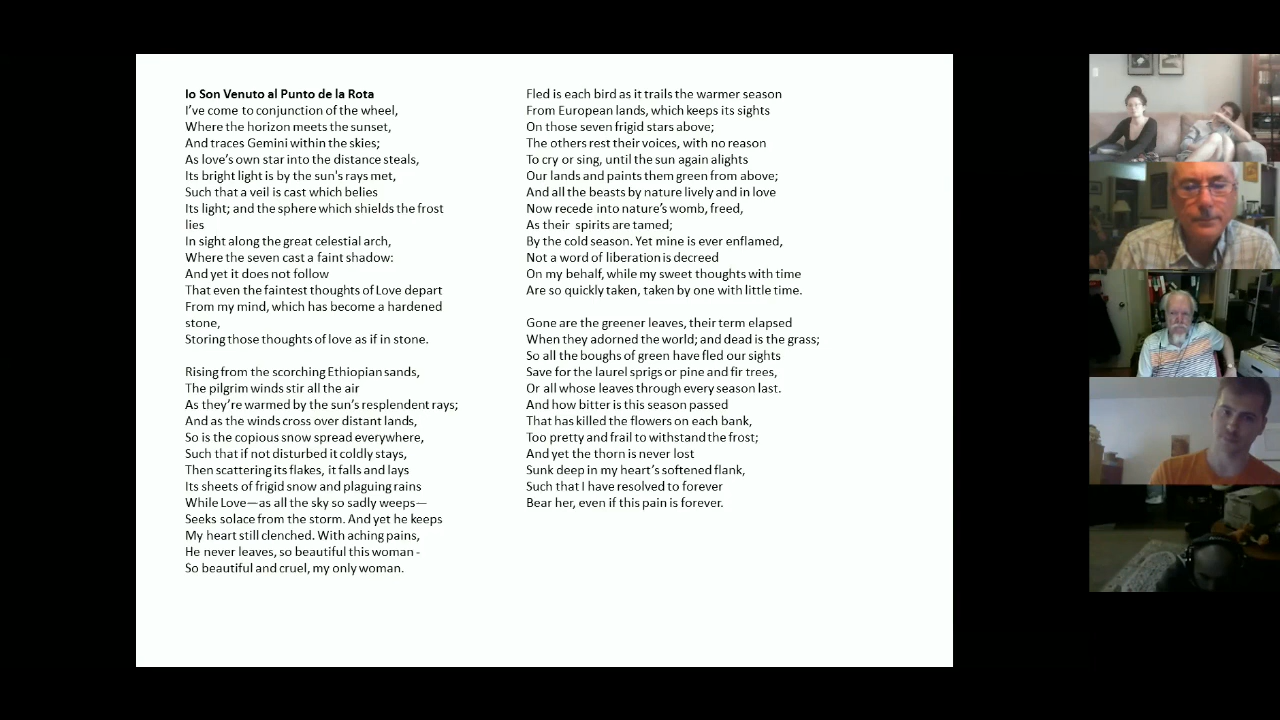 Io Son Venuto al Punto de la Rota
I've come to conjunction of the wheel,
Where the horizon meets the sunset,
And traces Gemini within the skies;
As love's own star into the distance steals,
Its bright light is by the sun's rays met,
Such that a veil is cast which belies
Its light; and the sphere which shields the frost
lies
In sight along the great celestial arch,
Where the seven cast a faint shadow:
And yet it does not follow
That even the faintest thoughts of Love depart
From my mind, which has become a hardened
stone,
Storing those thoughts of love as if in stone.
Rising from the scorching Ethiopian sands,
The pilgrim winds stir all the air
As they're warmed by the sun's resplendent rays;
And as the winds cross over distant lands,
So is the copious snow spread everywhere,
Such that if not disturbed it coldly stays,
Then scattering its flakes, it falls and lays
Its sheets of frigid snow and plaguing rains
While Love—as all the sky so sadly weeps—
Seeks solace from the storm. And yet he keeps
My heart still clenched. With aching pains,
He never leaves, so beautiful this woman -
So beautiful and cruel, my only woman.
Fled is each bird as it trails the warmer season
From European lands, which keeps its sights
On those seven frigid stars above;
The others rest their voices, with no reason
To cry or sing, until the sun again alights
Our lands and paints them green from above;
And all the beasts by nature lively and in love
Now recede into nature's womb, freed,
As their spirits are tamed;
By the cold season. Yet mine is ever enflamed,
Not a word of liberation is decreed
On my behalf, while my sweet thoughts with time
Are so quickly taken, taken by one with little time.
Gone are the greener leaves, their term elapsed
When they adorned the world; and dead is the grass;
So all the boughs of green have fled our sights
Save for the laurel sprigs or pine and fir trees,
Or all whose leaves through every season last.
And how bitter is this season passed
That has killed the flowers on each bank,
Too pretty and frail to withstand the frost;
And yet the thorn is never lost
Sunk deep in my heart's softened flank,
Such that I have resolved to forever
Bear her, even if this pain is forever.